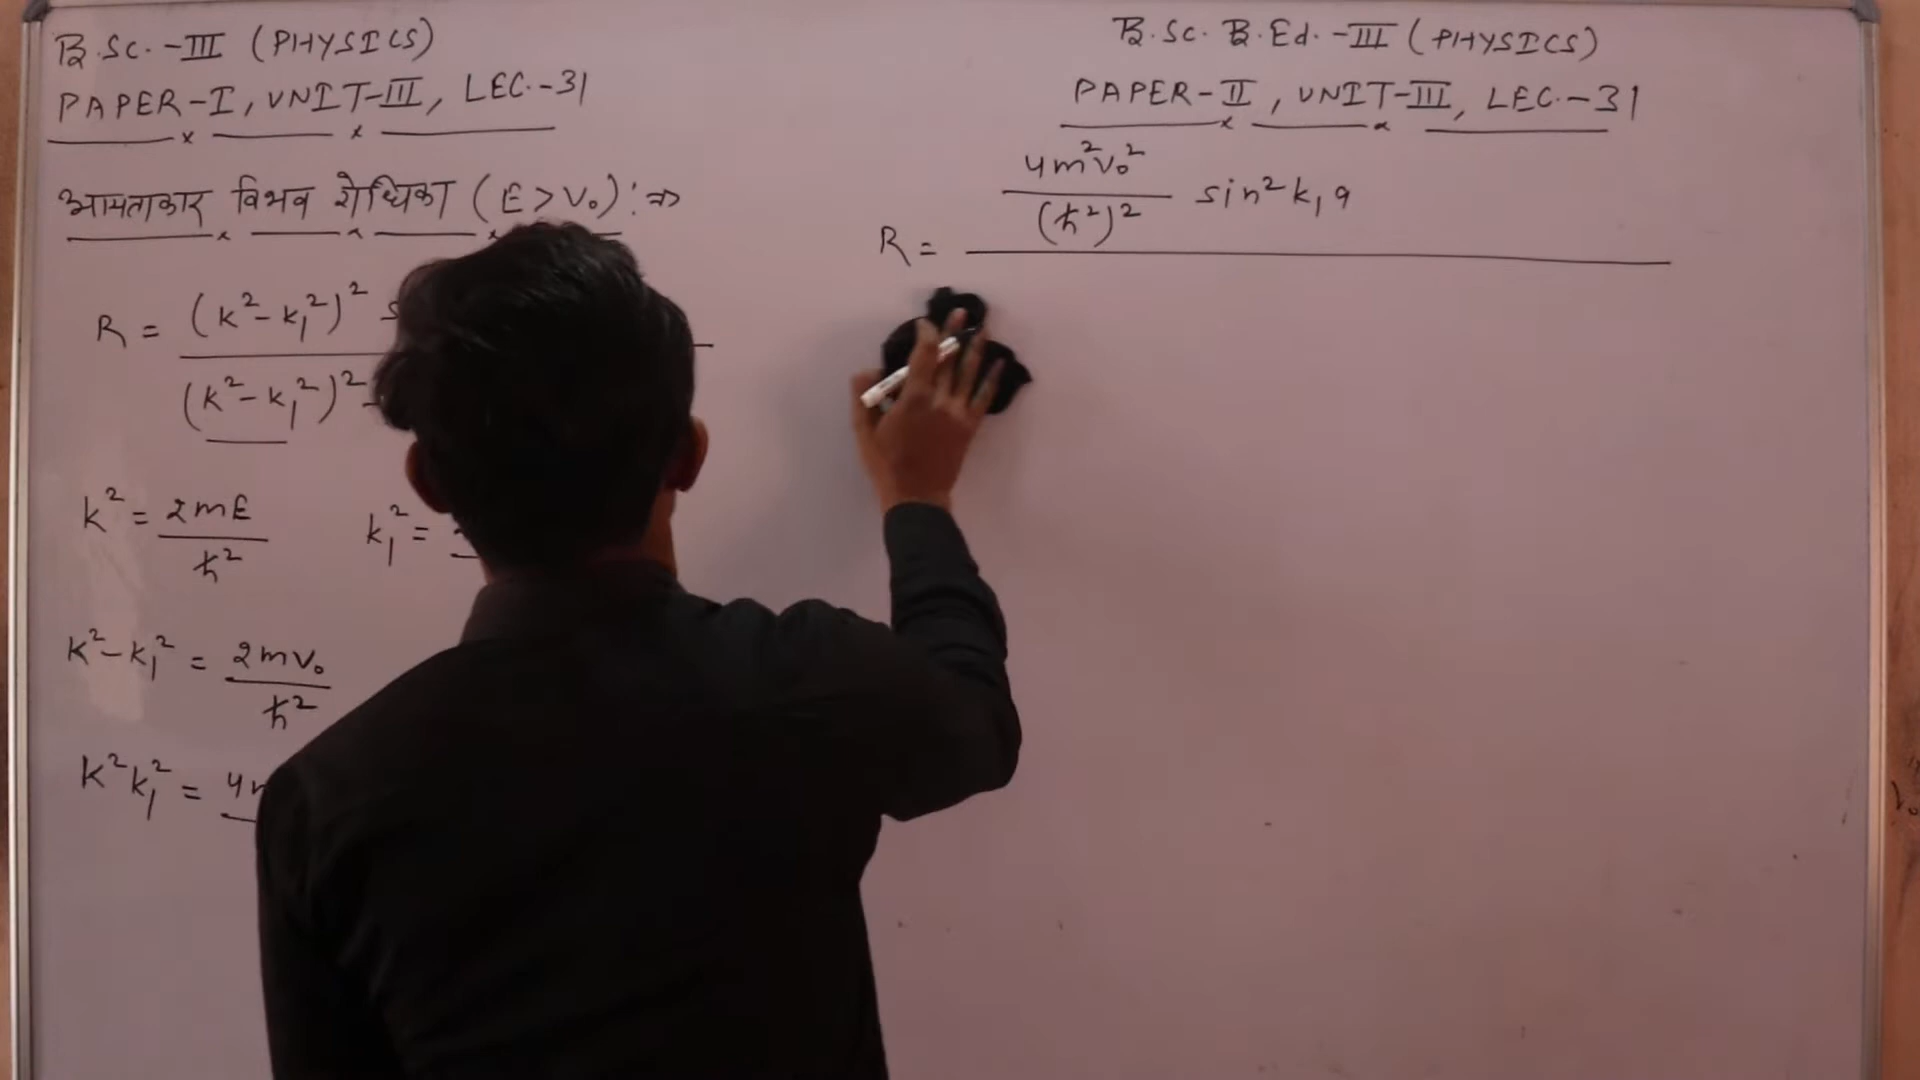 B.Sc.-III (PHYSICS)
PAPER-I, UNIT-III, LEC.-31
आयताकार विभव रोधिका (E > V₀) :⇒
R = (k² - k₁²)²
(k² - k₁²)²
k² = 2mE / ħ²
k₁² =
k² - k₁² = 2mv₀ / ħ²
k²k₁² =
B.Sc. B.Ed.-III (PHYSICS)
PAPER-II, UNIT-III, LEC.-31
R = 4m²v₀² / (ħ²)² sin² k₁a